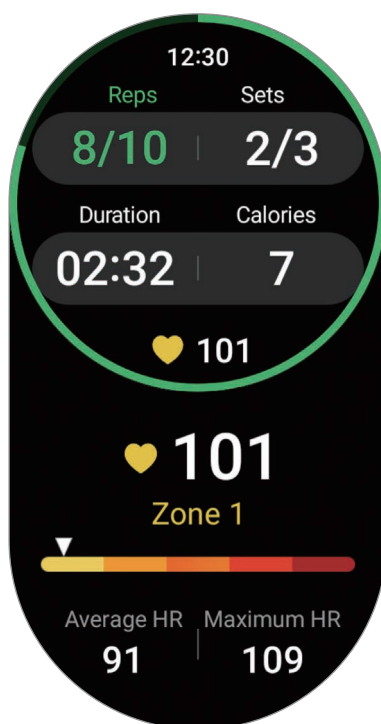 12:30
Reps Sets
8/10 2/3
Duration Calories
02:32 7
101
101
Zone 1
Average HR Maximum HR
91 109